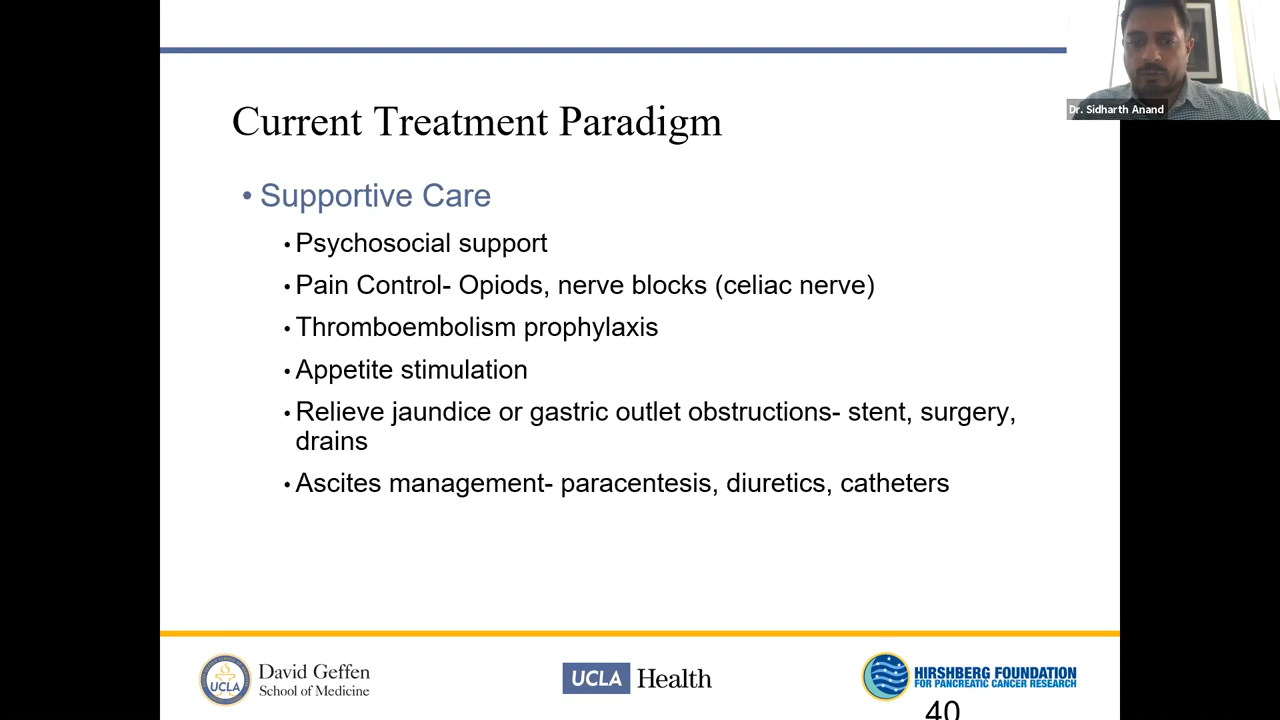 Dr. Sidharth Anand
Current Treatment Paradigm
• Supportive Care
• Psychosocial support
• Pain Control- Opiods, nerve blocks (celiac nerve)
• Thromboembolism prophylaxis
• Appetite stimulation
• Relieve jaundice or gastric outlet obstructions- stent, surgery,
drains
• Ascites management- paracentesis, diuretics, catheters
UCLA
David Geffen
School of Medicine
UCLA Health
HIRSHBERG FOUNDATION
FOR PANCREATIC CANCER RESEARCH
40